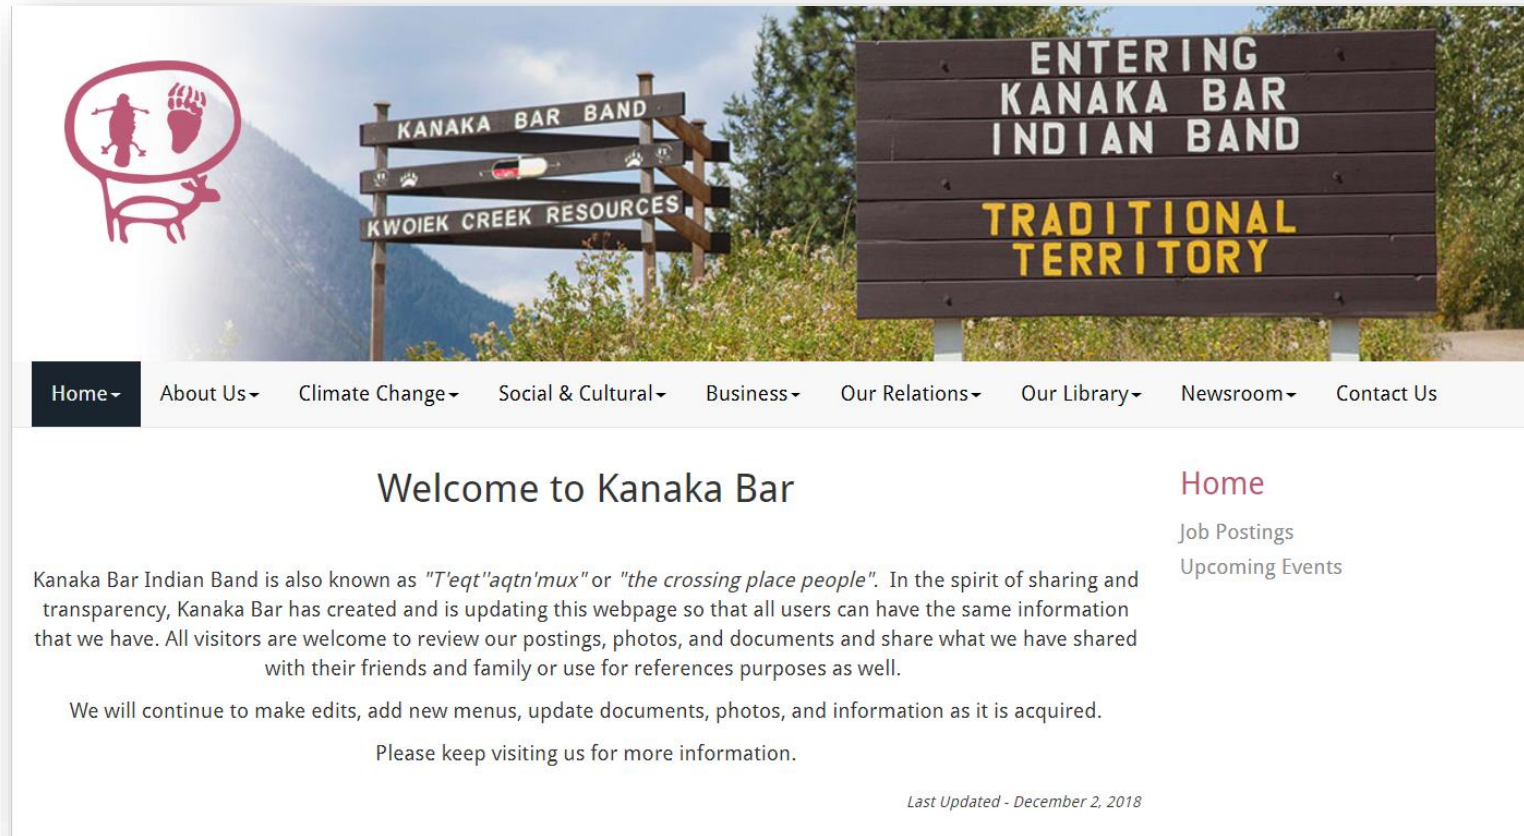 KANAKA BAR BAND
KWOIEK CREEK RESOURCES
ENTERING
KANAKA BAR
INDIAN BAND
TRADITIONAL
TERRITORY
Home
About Us
Climate Change
Social & Cultural
Business
Our Relations
Our Library
Newsroom
Contact Us
Welcome to Kanaka Bar
Kanaka Bar Indian Band is also known as "T'eqt''aqtn'mux" or "the crossing place people".  In the spirit of sharing and
transparency, Kanaka Bar has created and is updating this webpage so that all users can have the same information
that we have. All visitors are welcome to review our postings, photos, and documents and share what we have shared
with their friends and family or use for references purposes as well.
We will continue to make edits, add new menus, update documents, photos, and information as it is acquired.
Please keep visiting us for more information.
Last Updated - December 2, 2018
Home
Job Postings
Upcoming Events